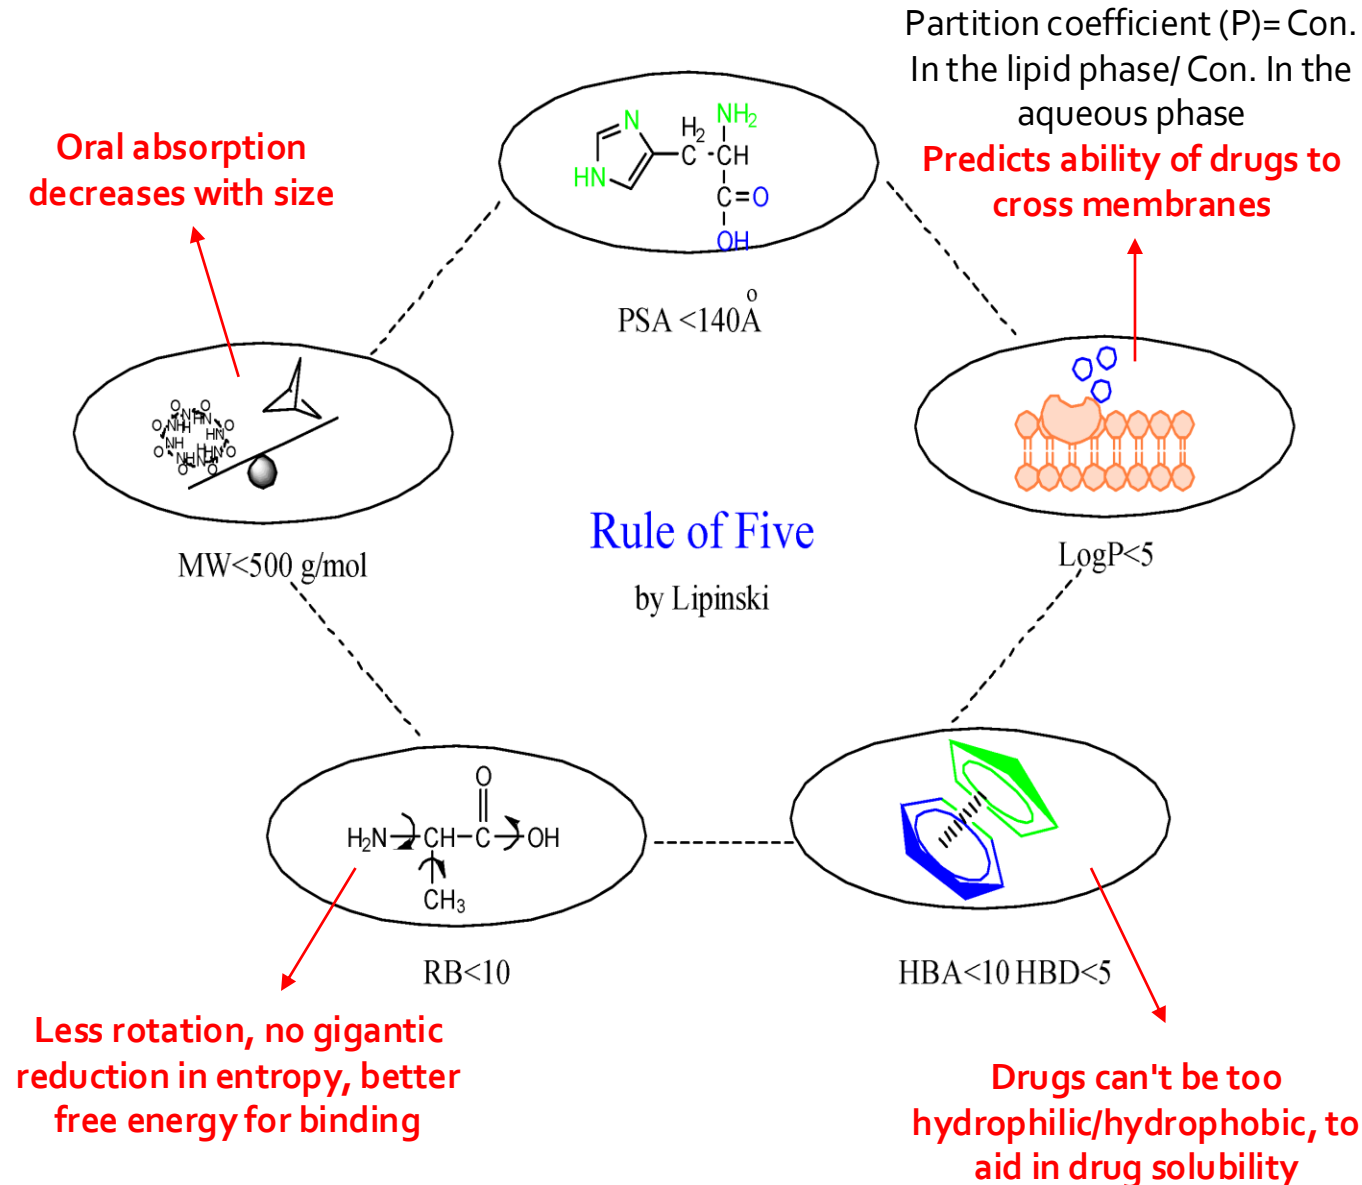 Partition coefficient (P)= Con.
In the lipid phase/ Con. In the
aqueous phase
Predicts ability of drugs to
cross membranes
Oral absorption
decreases with size
N
HN
H2
C
NH2
CH
C=O
OH
PSA <140Å
MW<500 g/mol
LogP<5
Rule of Five
by Lipinski
O
H2N
CH
C
OH
CH3
RB<10
HBA<10 HBD<5
Less rotation, no gigantic
reduction in entropy, better
free energy for binding
Drugs can't be too
hydrophilic/hydrophobic, to
aid in drug solubility